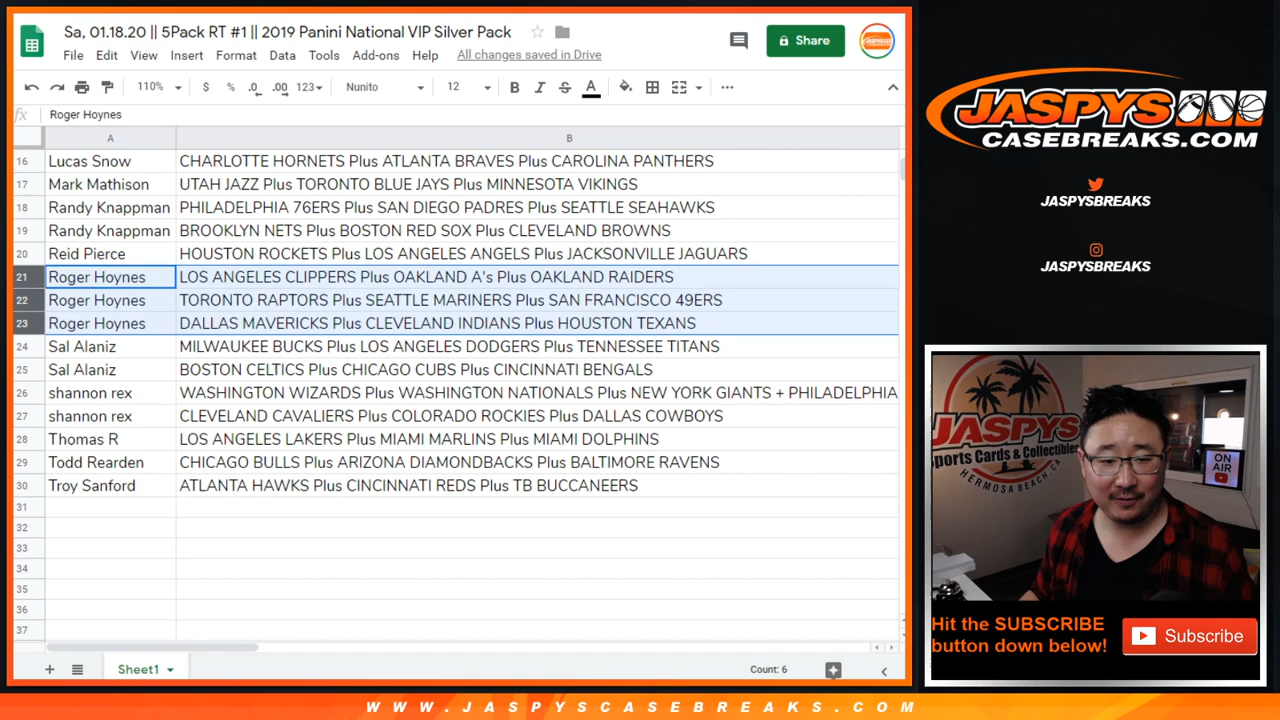 Sa, 01.18.20 || 5Pack RT #1 || 2019 Panini National VIP Silver Pack
File Edit View Insert Format Data Tools Add-ons Help All changes saved in Drive
Share
110% $ % .0 .00 123 Nunito 12 B I S A
fx Roger Hoynes
A B
16 Lucas Snow CHARLOTTE HORNETS Plus ATLANTA BRAVES Plus CAROLINA PANTHERS
17 Mark Mathison UTAH JAZZ Plus TORONTO BLUE JAYS Plus MINNESOTA VIKINGS
18 Randy Knappman PHILADELPHIA 76ERS Plus SAN DIEGO PADRES Plus SEATTLE SEAHAWKS
19 Randy Knappman BROOKLYN NETS Plus BOSTON RED SOX Plus CLEVELAND BROWNS
20 Reid Pierce HOUSTON ROCKETS Plus LOS ANGELES ANGELS Plus JACKSONVILLE JAGUARS
21 Roger Hoynes LOS ANGELES CLIPPERS Plus OAKLAND A's Plus OAKLAND RAIDERS
22 Roger Hoynes TORONTO RAPTORS Plus SEATTLE MARINERS Plus SAN FRANCISCO 49ERS
23 Roger Hoynes DALLAS MAVERICKS Plus CLEVELAND INDIANS Plus HOUSTON TEXANS
24 Sal Alaniz MILWAUKEE BUCKS Plus LOS ANGELES DODGERS Plus TENNESSEE TITANS
25 Sal Alaniz BOSTON CELTICS Plus CHICAGO CUBS Plus CINCINNATI BENGALS
26 shannon rex WASHINGTON WIZARDS Plus WASHINGTON NATIONALS Plus NEW YORK GIANTS + PHILADELPHIA
27 shannon rex CLEVELAND CAVALIERS Plus COLORADO ROCKIES Plus DALLAS COWBOYS
28 Thomas R LOS ANGELES LAKERS Plus MIAMI MARLINS Plus MIAMI DOLPHINS
29 Todd Rearden CHICAGO BULLS Plus ARIZONA DIAMONDBACKS Plus BALTIMORE RAVENS
30 Troy Sanford ATLANTA HAWKS Plus CINCINNATI REDS Plus TB BUCCANEERS
31
32
33
34
35
36
37
Sheet1
Count: 6
JASPYS
CASEBREAKS.COM
JASPYSBREAKS
JASPYSBREAKS
JASPYS
Sports Cards & Collectibles
HERMOSA BEACH, CA
ON
AIR
Hit the SUBSCRIBE
button down below!
Subscribe
WWW.JASPYSCASEBREAKS.COM